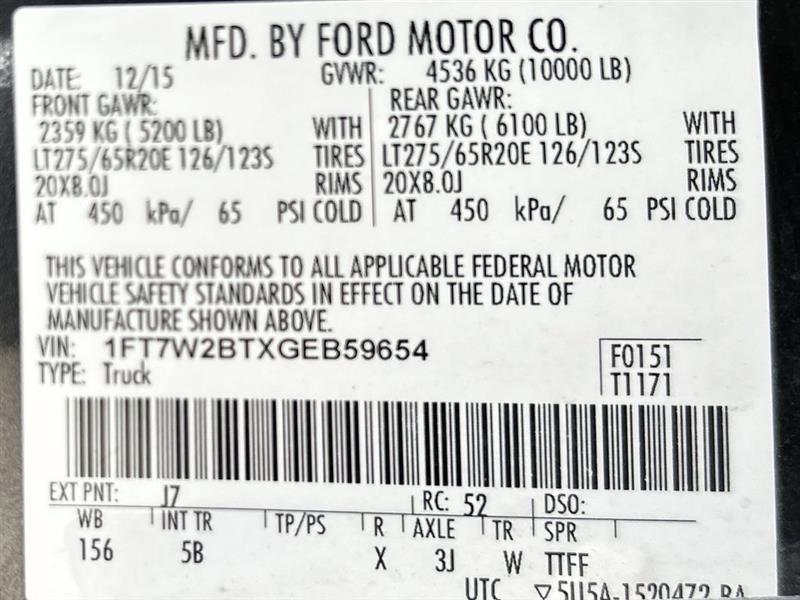 MFD. BY FORD MOTOR CO.
DATE: 12/15 GVWR: 4536 KG (10000 LB)
FRONT GAWR: REAR GAWR:
2359 KG ( 5200 LB) WITH 2767 KG ( 6100 LB) WITH
LT275/65R20E 126/123S TIRES LT275/65R20E 126/123S TIRES
20X8.0J RIMS 20X8.0J RIMS
AT 450 kPa/ 65 PSI COLD AT 450 kPa/ 65 PSI COLD
THIS VEHICLE CONFORMS TO ALL APPLICABLE FEDERAL MOTOR
VEHICLE SAFETY STANDARDS IN EFFECT ON THE DATE OF
MANUFACTURE SHOWN ABOVE.
VIN: 1FT7W2BTXGEB59654 F0151
TYPE: Truck T1171
EXT PNT: J7 RC: 52 DSO:
WB INT TR TP/PS R AXLE TR SPR
156 5B X 3J W TTFF
UTC ▽5U5A-1520472 BA